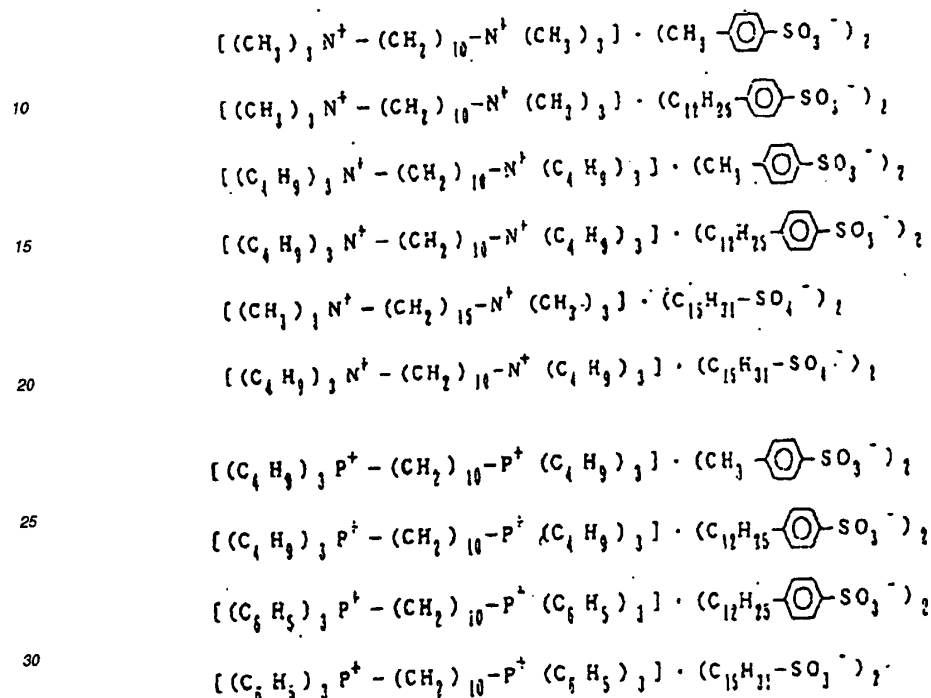 [(CH₃)₃N⁺-(CH₂)₁₀-N⁺(CH₃)₃]·(CH₃-⌬-SO₃⁻)₂
10 [(CH₃)₃N⁺-(CH₂)₁₀-N⁺(CH₃)₃]·(C₁₂H₂₅-⌬-SO₃⁻)₂
[(C₄H₉)₃N⁺-(CH₂)₁₀-N⁺(C₄H₉)₃]·(CH₃-⌬-SO₃⁻)₂
15 [(C₄H₉)₃N⁺-(CH₂)₁₀-N⁺(C₄H₉)₃]·(C₁₂H₂₅-⌬-SO₃⁻)₂
[(CH₃)₃N⁺-(CH₂)₁₅-N⁺(CH₃)₃]·(C₁₅H₃₁-SO₄⁻)₂
20 [(C₄H₉)₃N⁺-(CH₂)₁₀-N⁺(C₄H₉)₃]·(C₁₅H₃₁-SO₄⁻)₂
[(C₄H₉)₃P⁺-(CH₂)₁₀-P⁺(C₄H₉)₃]·(CH₃-⌬-SO₃⁻)₂
25 [(C₄H₉)₃P⁺-(CH₂)₁₀-P⁺(C₄H₉)₃]·(C₁₂H₂₅-⌬-SO₃⁻)₂
[(C₆H₅)₃P⁺-(CH₂)₁₀-P⁺(C₆H₅)₃]·(C₁₂H₂₅-⌬-SO₃⁻)₂
30 [(C₆H₅)₃P⁺-(CH₂)₁₀-P⁺(C₆H₅)₃]·(C₁₅H₃₁-SO₃⁻)₂